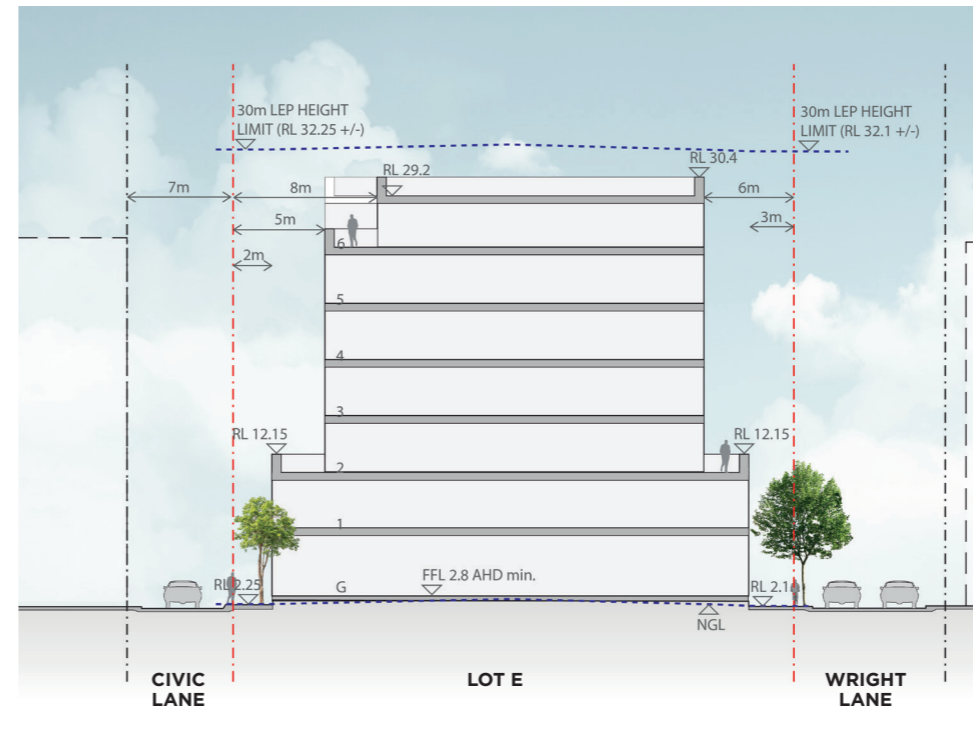 30m LEP HEIGHT
LIMIT (RL 32.25 +/-)
30m LEP HEIGHT
LIMIT (RL 32.1 +/-)
RL 30.4
RL 29.2
7m
8m
6m
5m
3m
2m
6
5
4
3
RL 12.15
RL 12.15
2
1
FFL 2.8 AHD min.
RL 2.25
G
RL 2.1
NGL
CIVIC
LANE
LOT E
WRIGHT
LANE